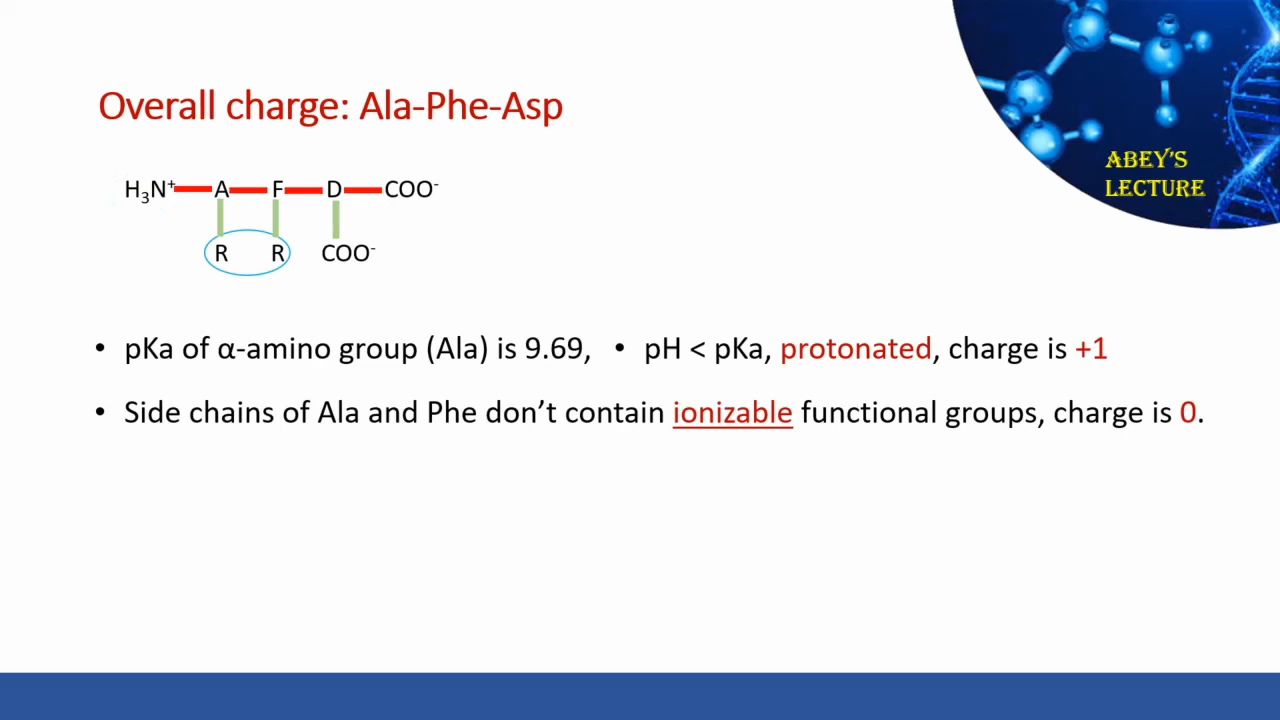 Overall charge: Ala-Phe-Asp
ABEY'S
LECTURE
H₃N⁺ A F D COO⁻
R R COO⁻
• pKa of α-amino group (Ala) is 9.69, • pH < pKa, protonated, charge is +1
• Side chains of Ala and Phe don’t contain ionizable functional groups, charge is 0.